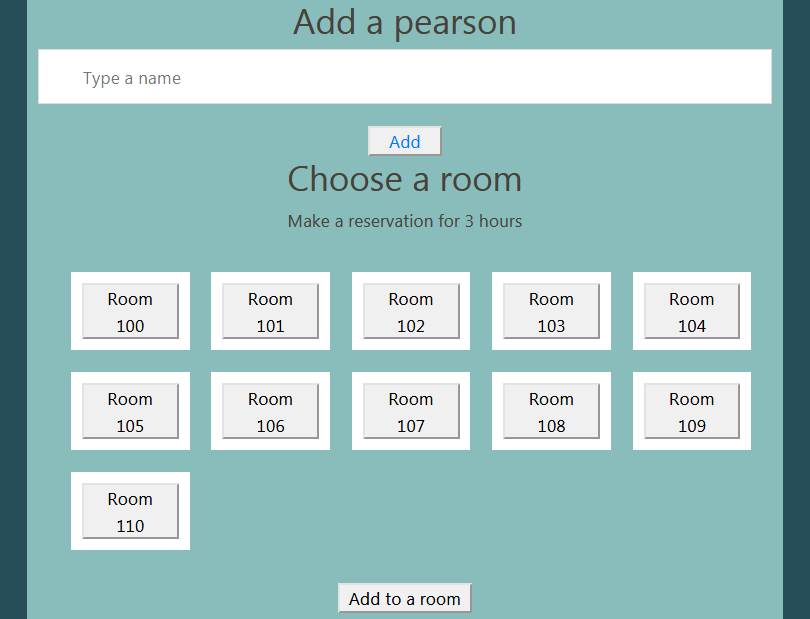 Add a pearson
Type a name
Add
Choose a room
Make a reservation for 3 hours
Room
100
Room
101
Room
102
Room
103
Room
104
Room
105
Room
106
Room
107
Room
108
Room
109
Room
110
Add to a room